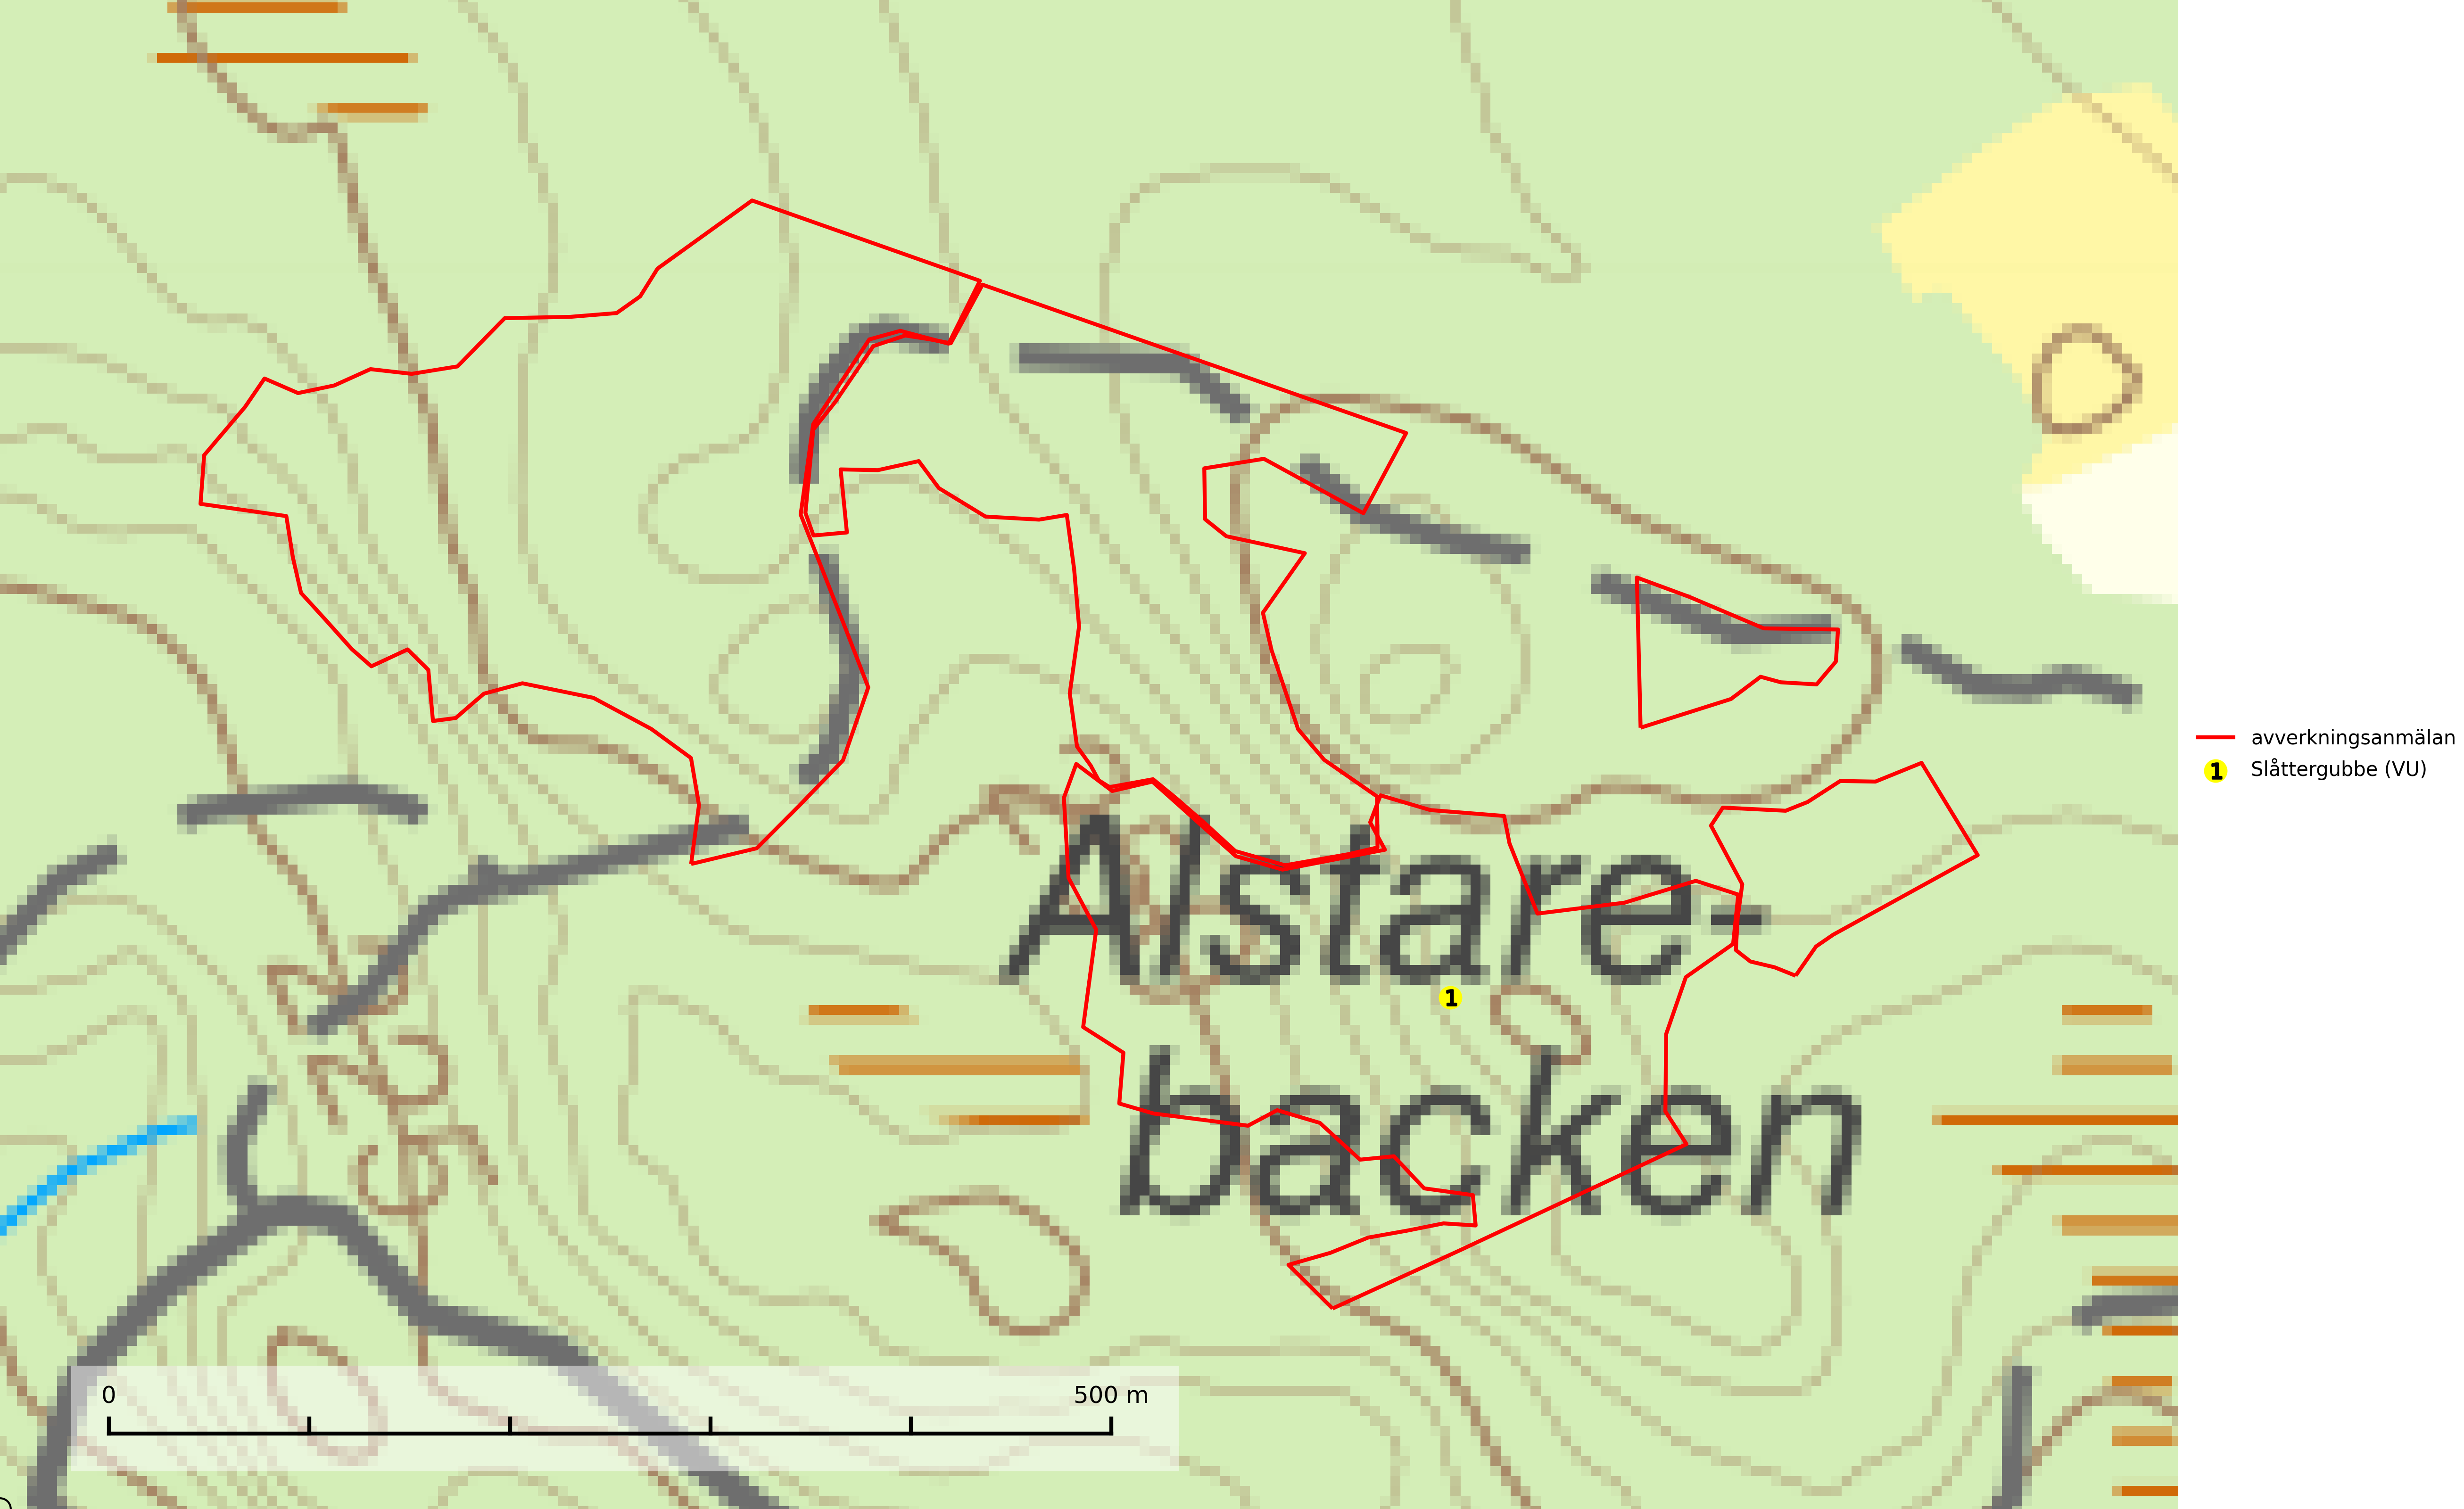 Alstare-
1
backen
0 500 m
avverkningsanmälan
1 Slåttergubbe (VU)